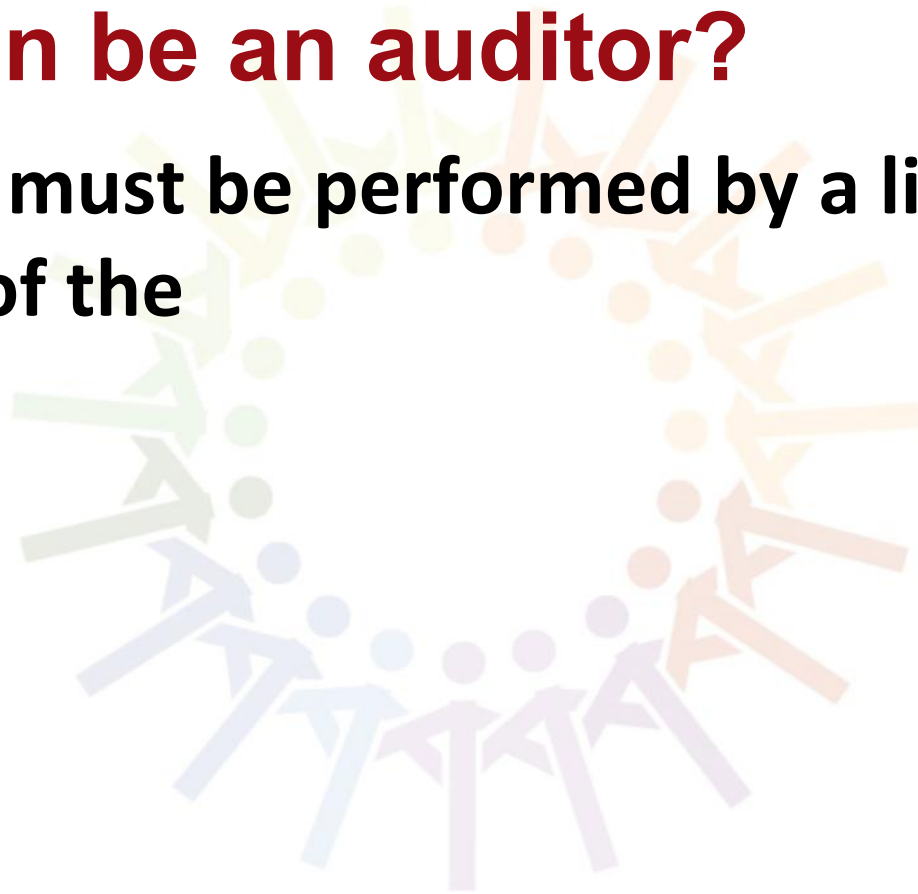 n be an auditor?
must be performed by a li
of the